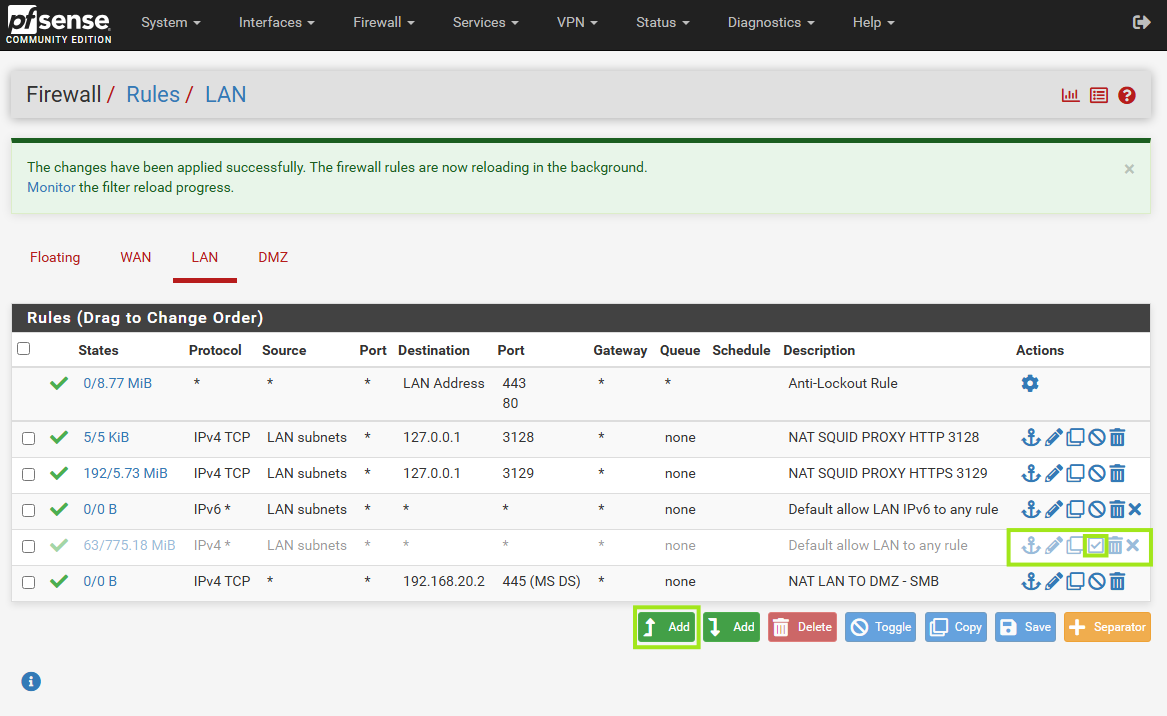 pfsense
COMMUNITY EDITION
System Interfaces Firewall Services VPN Status Diagnostics Help
Firewall / Rules / LAN
The changes have been applied successfully. The firewall rules are now reloading in the background.
Monitor the filter reload progress.
Floating WAN LAN DMZ
Rules (Drag to Change Order)
States Protocol Source Port Destination Port Gateway Queue Schedule Description Actions
0/8.77 MiB * * * LAN Address 443 * * Anti-Lockout Rule
80
5/5 KiB IPv4 TCP LAN subnets * 127.0.0.1 3128 * none NAT SQUID PROXY HTTP 3128
192/5.73 MiB IPv4 TCP LAN subnets * 127.0.0.1 3129 * none NAT SQUID PROXY HTTPS 3129
0/0 B IPv6 * LAN subnets * * * * none Default allow LAN IPv6 to any rule
63/775.18 MiB IPv4 * LAN subnets * * * * none Default allow LAN to any rule
0/0 B IPv4 TCP * * 192.168.20.2 445 (MS DS) * none NAT LAN TO DMZ - SMB
Add Add Delete Toggle Copy Save Separator